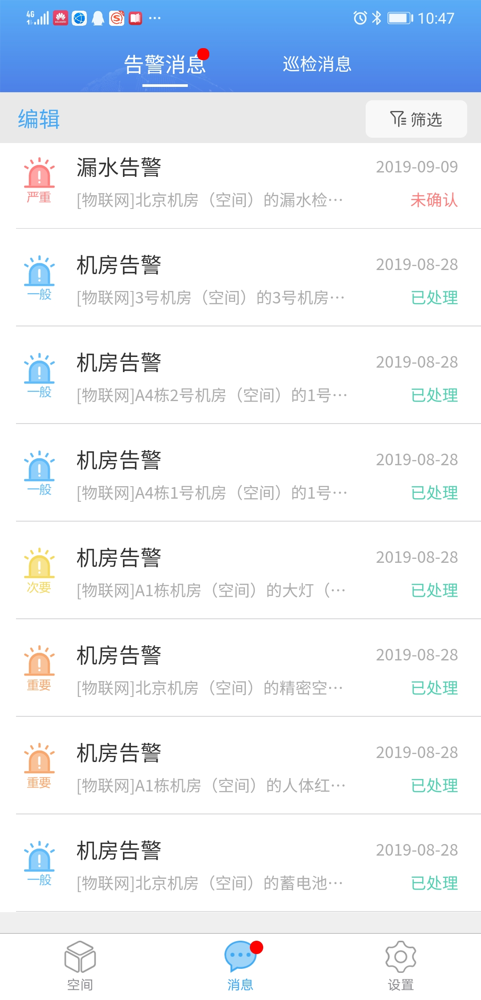 4G
HUAWEI
10:47
告警消息
巡检消息
编辑
筛选
漏水告警
2019-09-09
严重
[物联网]北京机房（空间）的漏水检…
未确认
机房告警
2019-08-28
一般
[物联网]3号机房（空间）的3号机房…
已处理
机房告警
2019-08-28
一般
[物联网]A4栋2号机房（空间）的1号…
已处理
机房告警
2019-08-28
一般
[物联网]A4栋1号机房（空间）的1号…
已处理
机房告警
2019-08-28
次要
[物联网]A1栋机房（空间）的大灯（…
已处理
机房告警
2019-08-28
重要
[物联网]北京机房（空间）的精密空…
已处理
机房告警
2019-08-28
重要
[物联网]A1栋机房（空间）的人体红…
已处理
机房告警
2019-08-28
一般
[物联网]北京机房（空间）的蓄电池…
已处理
空间
消息
设置